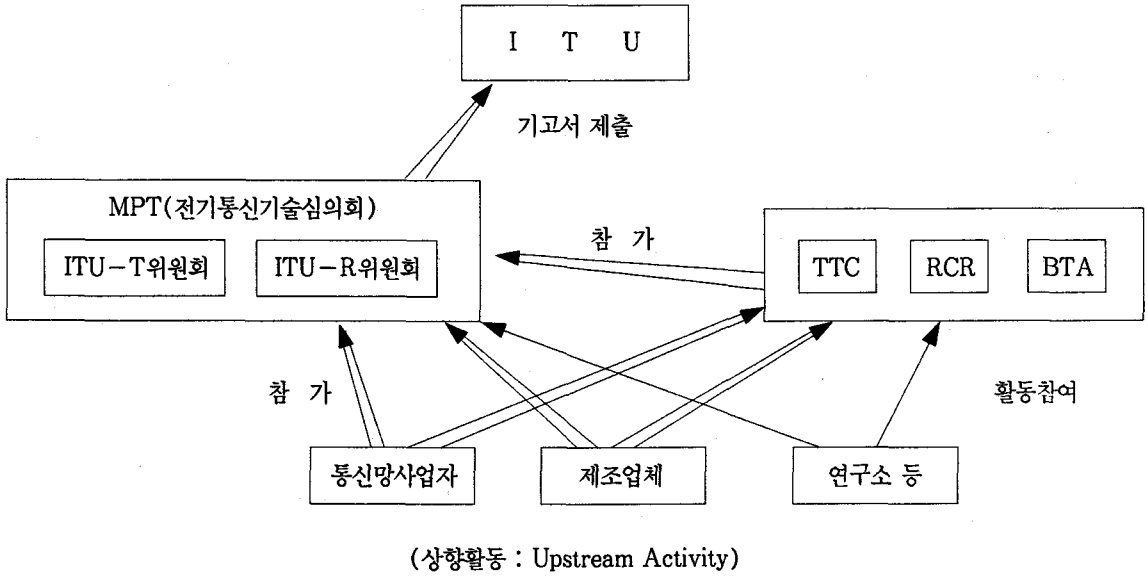 I T U
기고서 제출
MPT(전기통신기술심의회)
ITU-T위원회
ITU-R위원회
참 가
TTC
RCR
BTA
참 가
활동참여
통신망사업자
제조업체
연구소 등
(상향활동 : Upstream Activity)